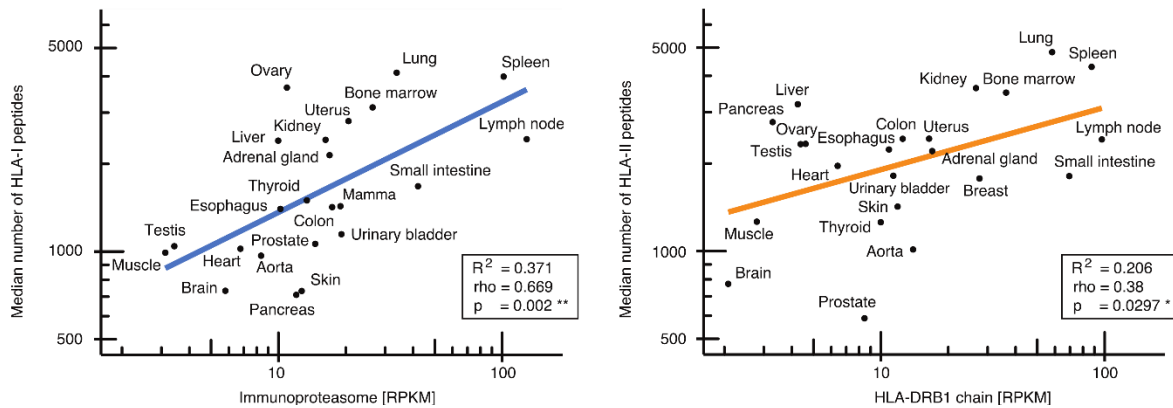 Median number of HLA-I peptides
5000
1000
500
Ovary
Lung
Spleen
Bone marrow
Uterus
Kidney
Liver
Lymph node
Adrenal gland
Small intestine
Thyroid
Mamma
Esophagus
Colon
Testis
Prostate
Urinary bladder
Muscle
Heart
Aorta
Brain
Skin
Pancreas
R² = 0.371
rho = 0.669
p = 0.002 **
10
100
Immunoproteasome [RPKM]
Median number of HLA-II peptides
5000
1000
500
Lung
Spleen
Kidney
Bone marrow
Liver
Pancreas
Ovary
Esophagus
Colon
Uterus
Lymph node
Testis
Adrenal gland
Heart
Small intestine
Urinary bladder
Breast
Skin
Muscle
Thyroid
Aorta
Brain
Prostate
R² = 0.206
rho = 0.38
p = 0.0297 *
10
100
HLA-DRB1 chain [RPKM]